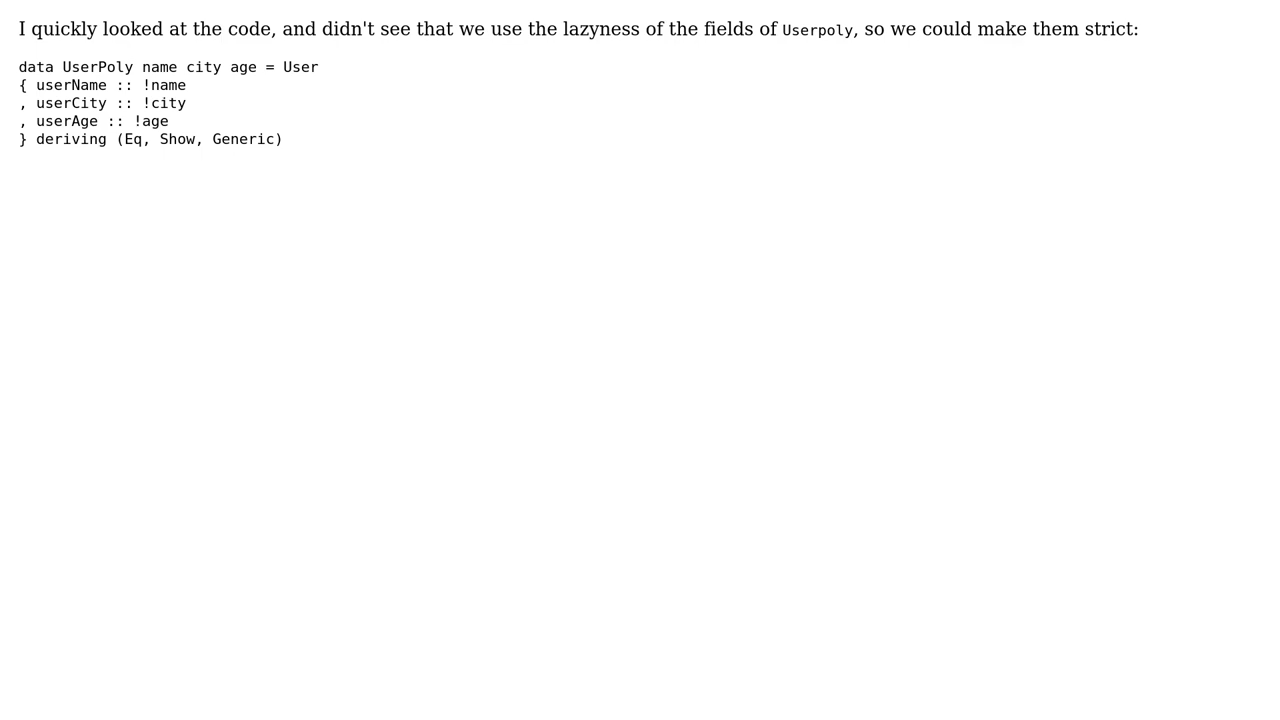 I quickly looked at the code, and didn't see that we use the lazyness of the fields of Userpoly, so we could make them strict:
data UserPoly name city age = User
{ userName :: !name
, userCity :: !city
, userAge :: !age
} deriving (Eq, Show, Generic)